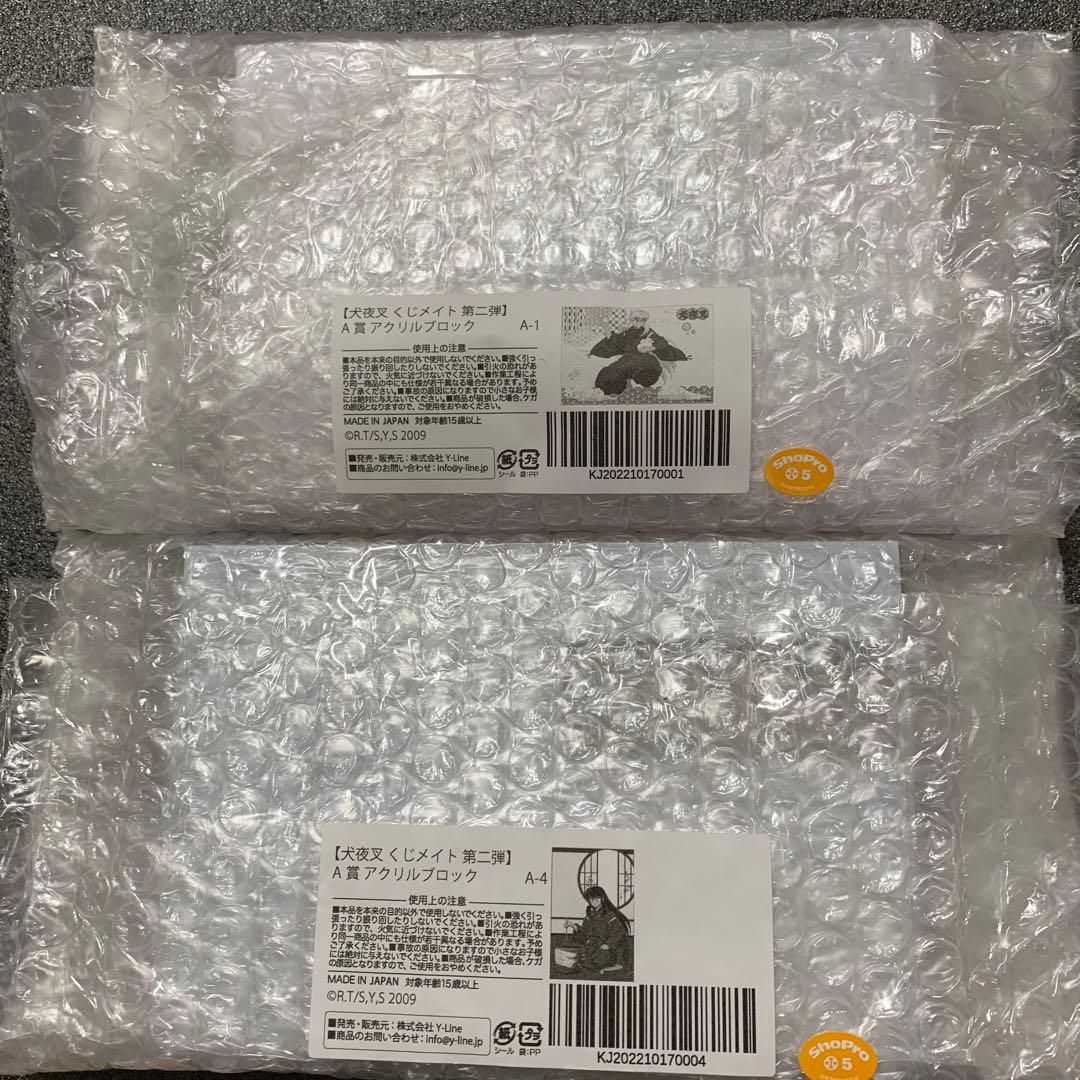 【犬夜叉 くじメイト 第二弾】
A 賞 アクリルブロック A-1
使用上の注意
■本品を本来の目的以外で使用しないでください。■強く引っ
張ったり振り回したりしないでください。■引火の恐れがあり
ますので、火気に近づけないでください。■作業工程によ
り同一商品の中にも仕様が若干異なる場合があります。予め
ご了承ください。■事故の原因になりますので小さなお子様
には絶対に与えないでください。■商品が破損した場合、ケガ
の原因となりますので、ご使用をおやめください。
MADE IN JAPAN 対象年齢15歳以上
©R.T/S,Y,S 2009
■発売・販売元：株式会社 Y-Line
■商品のお問い合わせ：info@y-line.jp
紙 プラ
シール 袋:PP
犬夜叉
KJ202210170001
ShoPro
小 5
【犬夜叉 くじメイト 第二弾】
A 賞 アクリルブロック A-4
使用上の注意
■本品を本来の目的以外で使用しないでください。■強く引っ
張ったり振り回したりしないでください。■引火の恐れがあり
ますので、火気に近づけないでください。■作業工程によ
り同一商品の中にも仕様が若干異なる場合があります。予め
ご了承ください。■事故の原因になりますので小さなお子様
には絶対に与えないでください。■商品が破損した場合、ケガ
の原因となりますので、ご使用をおやめください。
MADE IN JAPAN 対象年齢15歳以上
©R.T/S,Y,S 2009
■発売・販売元：株式会社 Y-Line
■商品のお問い合わせ：info@y-line.jp
紙 プラ
シール 袋:PP
KJ202210170004
ShoPro
小 5